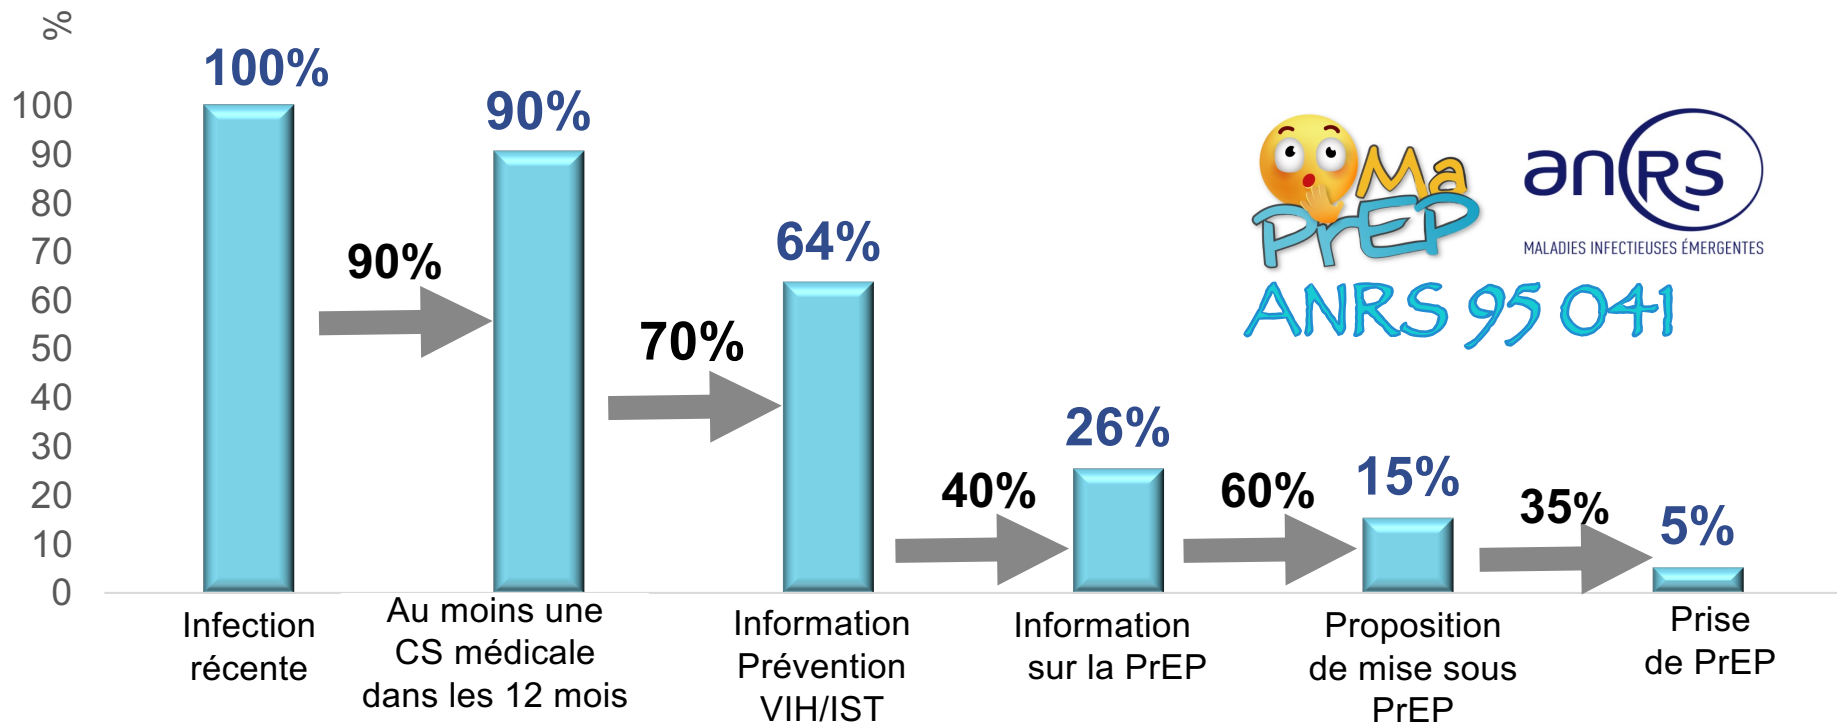 %
100
90
80
70
60
50
40
30
20
10
0
100%
90%
64%
26%
15%
5%
90%
70%
40%
60%
35%
Infection
récente
Au moins une
CS médicale
dans les 12 mois
Information
Prévention
VIH/IST
Information
sur la PrEP
Proposition
de mise sous
PrEP
Prise
de PrEP
Ma
PrEP
ANRS 95 041
anRS
MALADIES INFECTIEUSES ÉMERGENTES